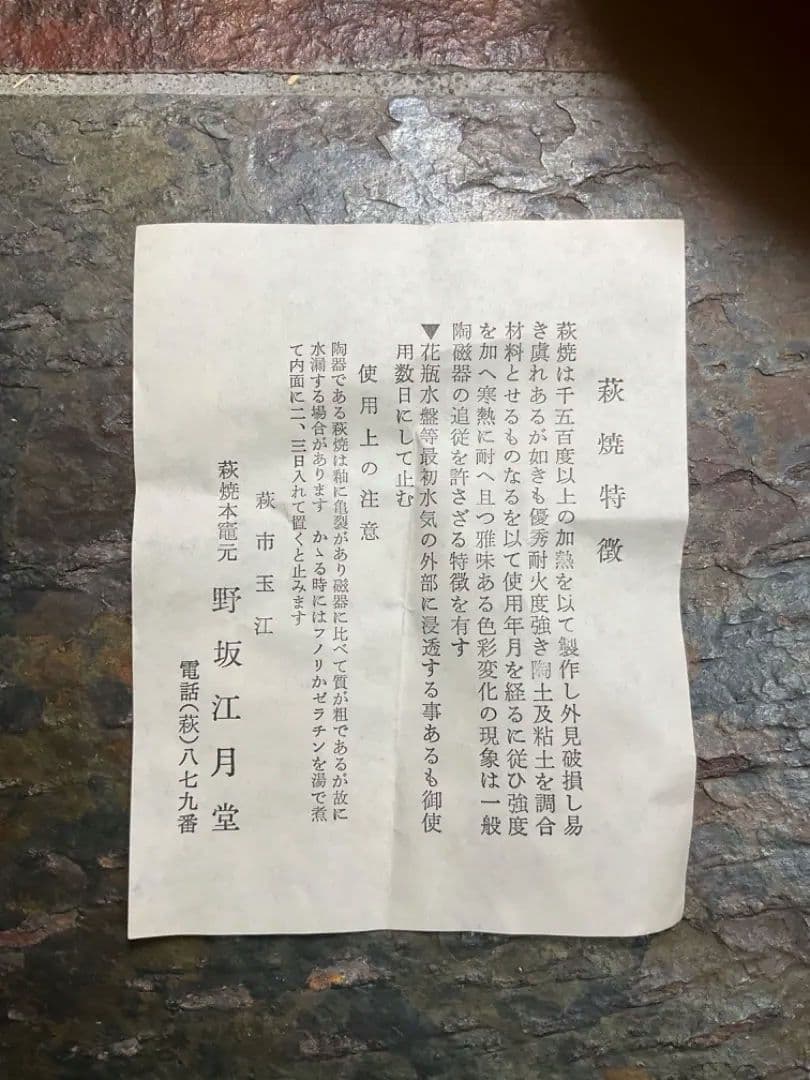 萩焼特徴
萩焼は千五百度以上の加熱を以て製作し外見破損し易
き虞れあるが如きも優秀耐火度強き陶土及粘土を調合
材料とせるものなるを以て使用年月を経るに従ひ強度
を加へ寒熱に耐へ且つ雅味ある色彩変化の現象は一般
陶磁器の追従を許さざる特徴を有す
▼花瓶水盤等最初水気の外部に浸透する事あるも御使
用数日にして止む
使用上の注意
陶器である萩焼は釉に亀裂があり磁器に比べて質が粗であるが故に
水漏する場合があります かゝる時にはフノリかゼラチンを湯で煮
て内面に二、三日入れて置くと止みます
萩市玉江
萩焼本竈元 野坂江月堂
電話(萩)八七九番